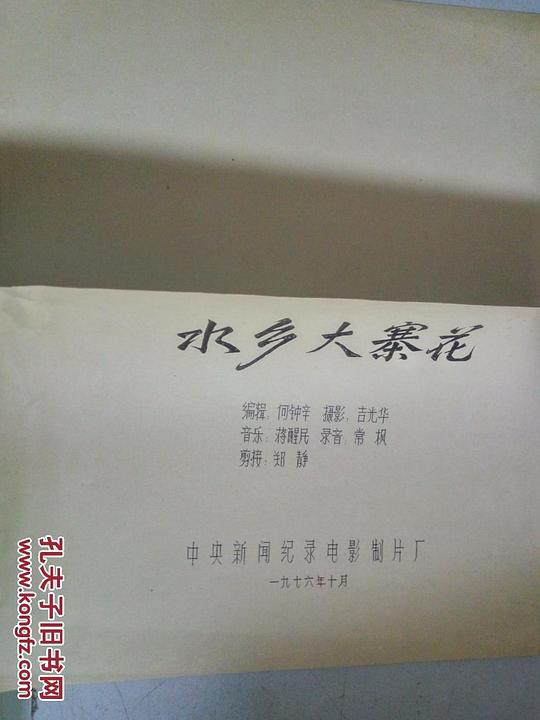 水乡大寨花
编辑：何钟辛 摄影：吉光华
音乐：蒋醒民 录音：常枫
剪接：郑静
中央新闻纪录电影制片厂
一九七六年十月
孔夫子旧书网
www.kongfz.com